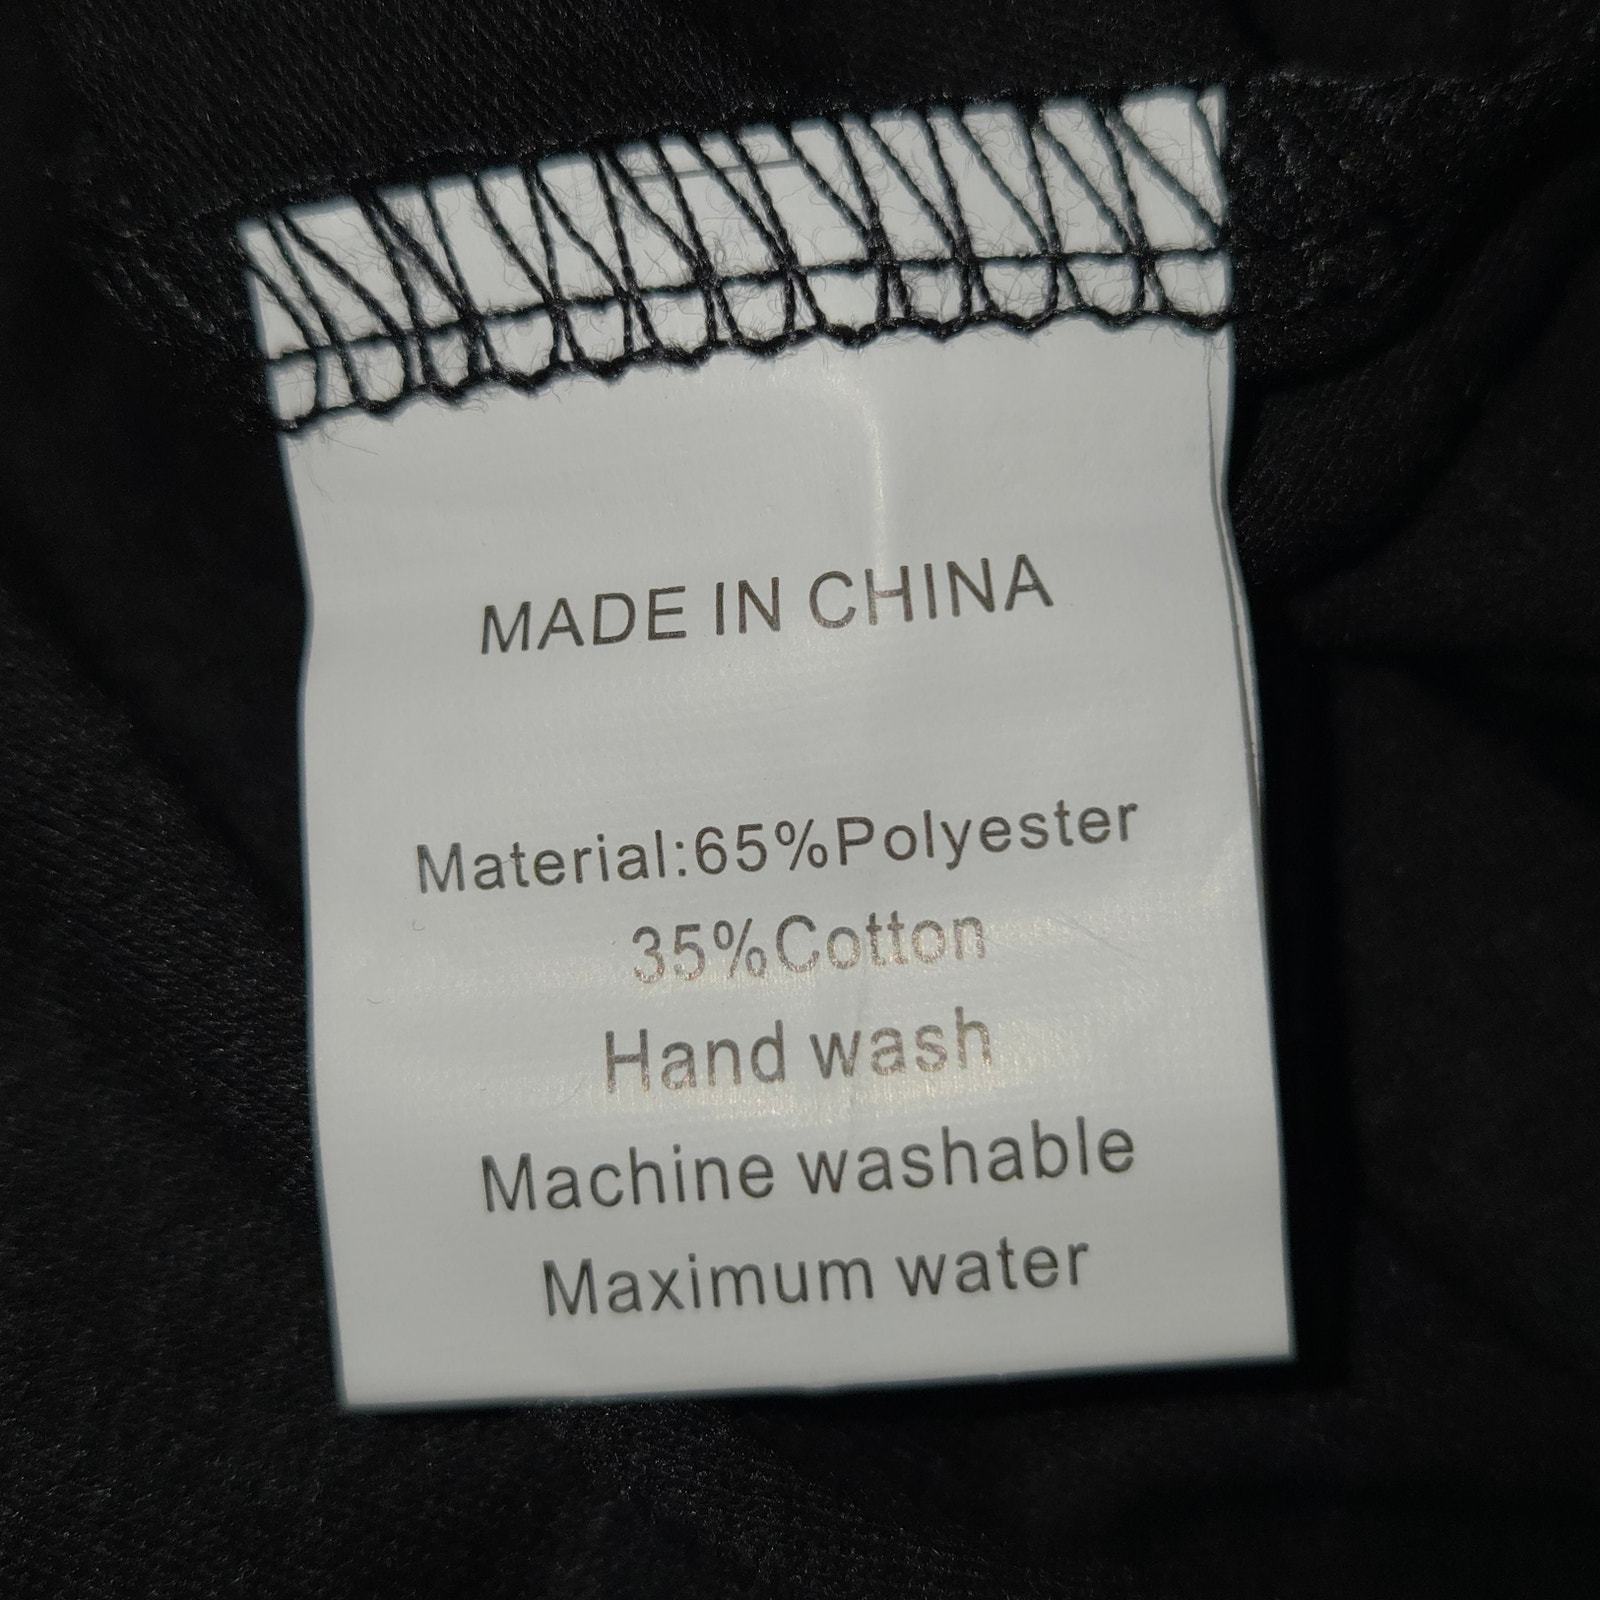 MADE IN CHINA
Material:65%Polyester
35%Cotton
Hand wash
Machine washable
Maximum water